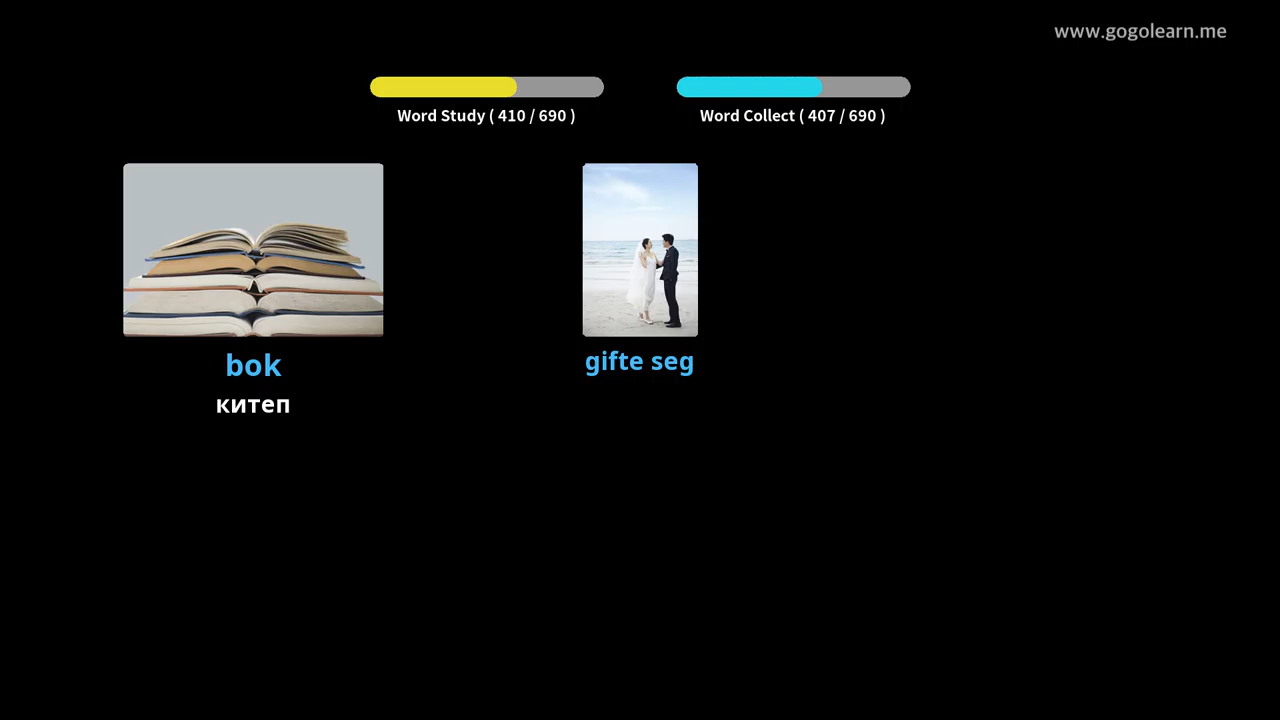 www.gogolearn.me
Word Study ( 410 / 690 )
Word Collect ( 407 / 690 )
bok
китеп
gifte seg